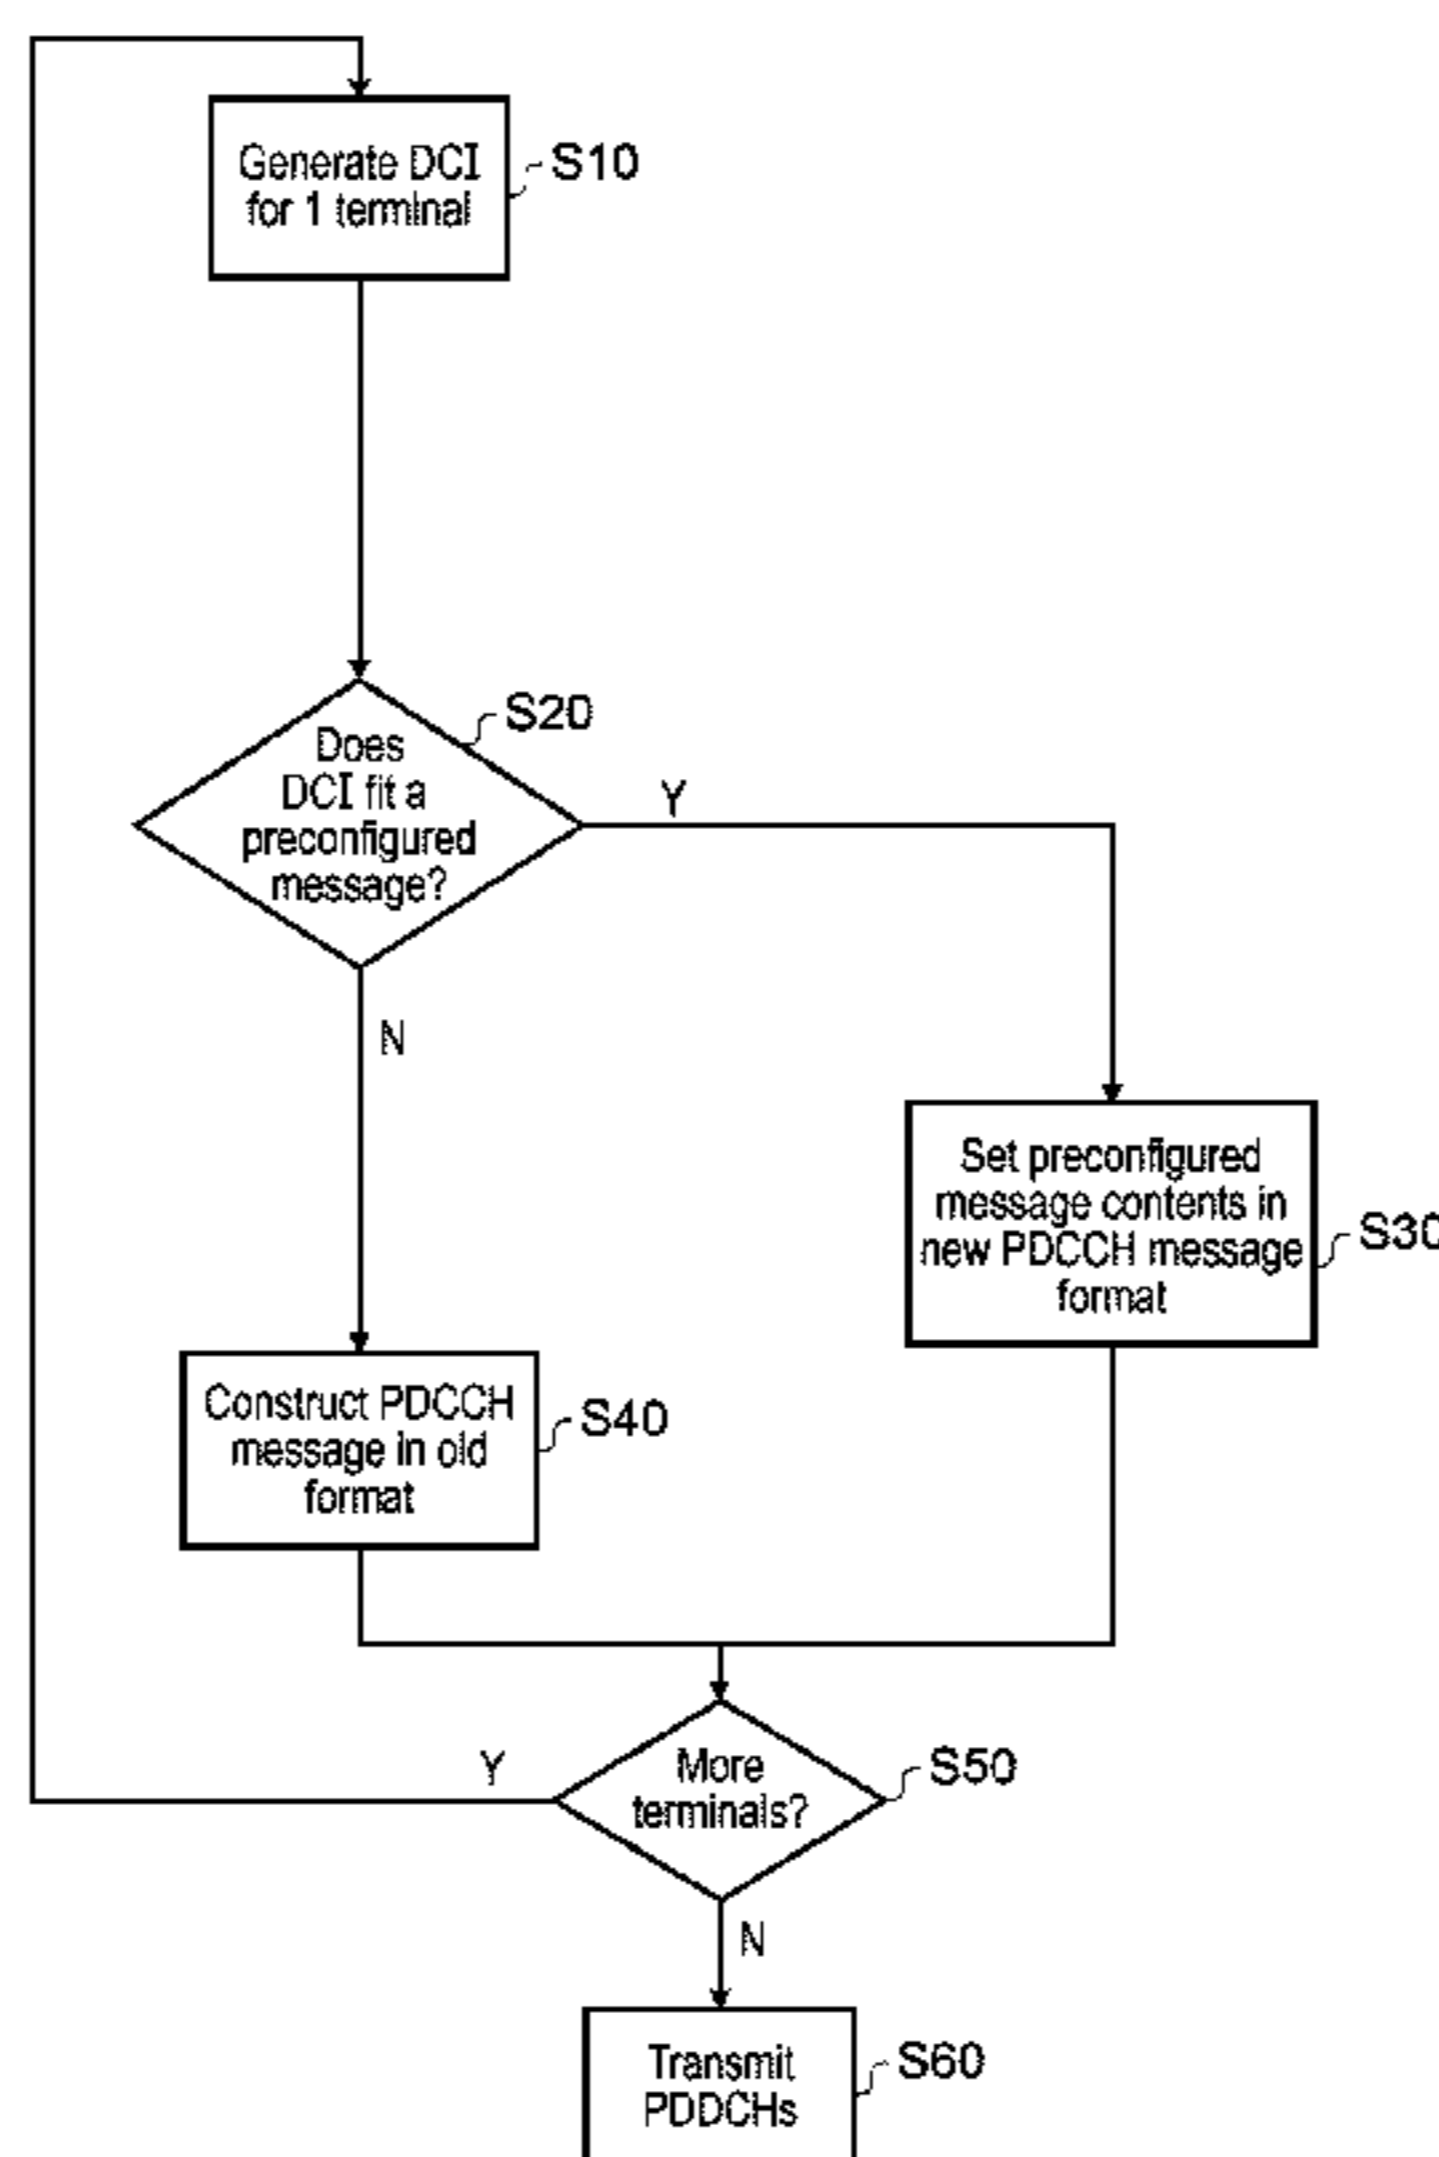 Generate DCI
for 1 terminal
S10
Does
DCI fit a
preconfigured
message?
S20
Y
N
Set preconfigured
message contents in
new PDCCH message
format
S30
Construct PDCCH
message in old
format
S40
More
terminals?
S50
Y
N
Transmit
PDDCHs
S60